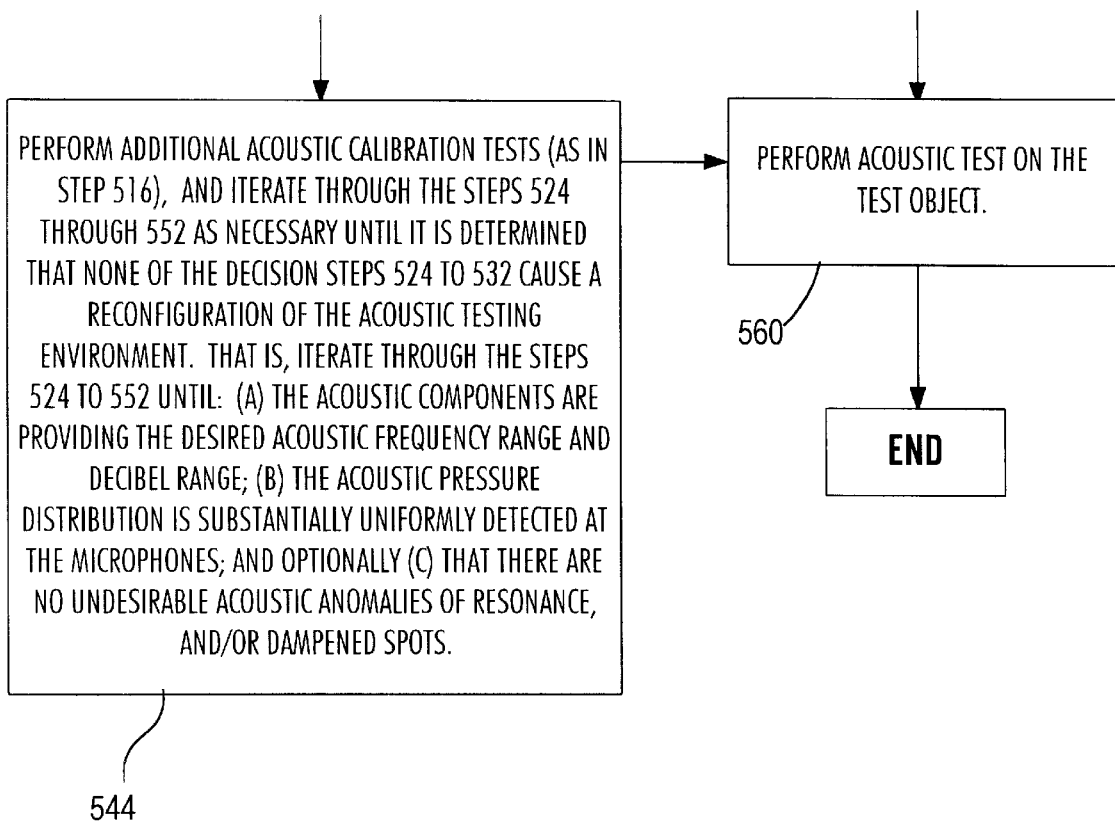 PERFORM ADDITIONAL ACOUSTIC CALIBRATION TESTS (AS IN
STEP 516), AND ITERATE THROUGH THE STEPS 524
THROUGH 552 AS NECESSARY UNTIL IT IS DETERMINED
THAT NONE OF THE DECISION STEPS 524 TO 532 CAUSE A
RECONFIGURATION OF THE ACOUSTIC TESTING
ENVIRONMENT. THAT IS, ITERATE THROUGH THE STEPS
524 TO 552 UNTIL: (A) THE ACOUSTIC COMPONENTS ARE
PROVIDING THE DESIRED ACOUSTIC FREQUENCY RANGE AND
DECIBEL RANGE; (B) THE ACOUSTIC PRESSURE
DISTRIBUTION IS SUBSTANTIALLY UNIFORMLY DETECTED AT
THE MICROPHONES; AND OPTIONALLY (C) THAT THERE ARE
NO UNDESIRABLE ACOUSTIC ANOMALIES OF RESONANCE,
AND/OR DAMPENED SPOTS.
544
PERFORM ACOUSTIC TEST ON THE
TEST OBJECT.
560
END